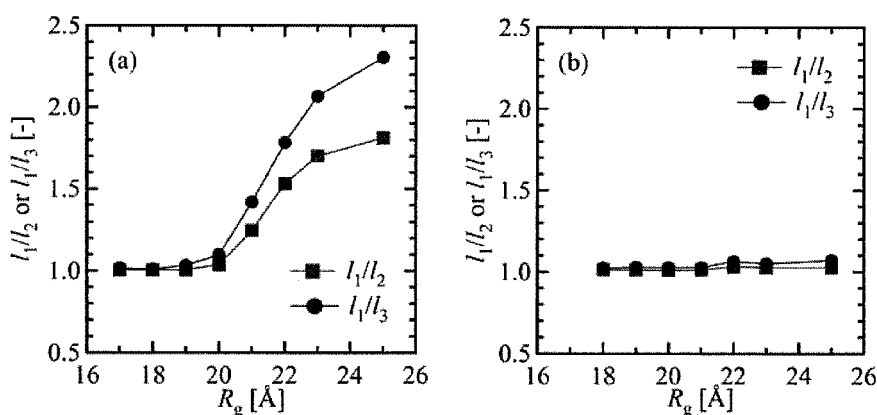 (a)
l₁/l₂ or l₁/l₃ [-]
2.5
2.0
1.5
1.0
0.5
l₁/l₂
l₁/l₃
16 18 20 22 24 26
R_g [Å]
(b)
l₁/l₂ or l₁/l₃ [-]
2.5
2.0
1.5
1.0
0.5
l₁/l₂
l₁/l₃
16 18 20 22 24 26
R_g [Å]